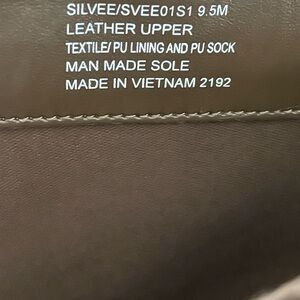 SILVEE/SVEE01S1 9.5M
LEATHER UPPER
TEXTILE/ PU LINING AND PU SOCK
MAN MADE SOLE
MADE IN VIETNAM 2192